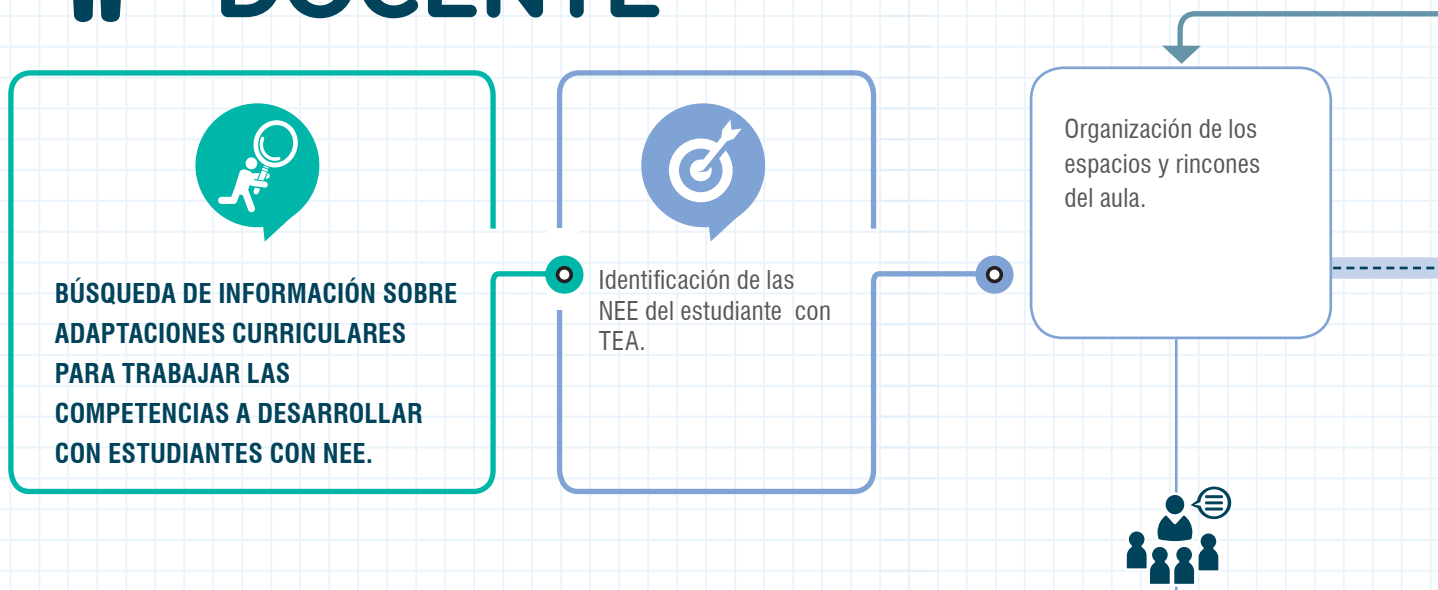 DOCENTE
BÚSQUEDA DE INFORMACIÓN SOBRE
ADAPTACIONES CURRICULARES
PARA TRABAJAR LAS
COMPETENCIAS A DESARROLLAR
CON ESTUDIANTES CON NEE.
Identificación de las
NEE del estudiante con
TEA.
Organización de los
espacios y rincones
del aula.